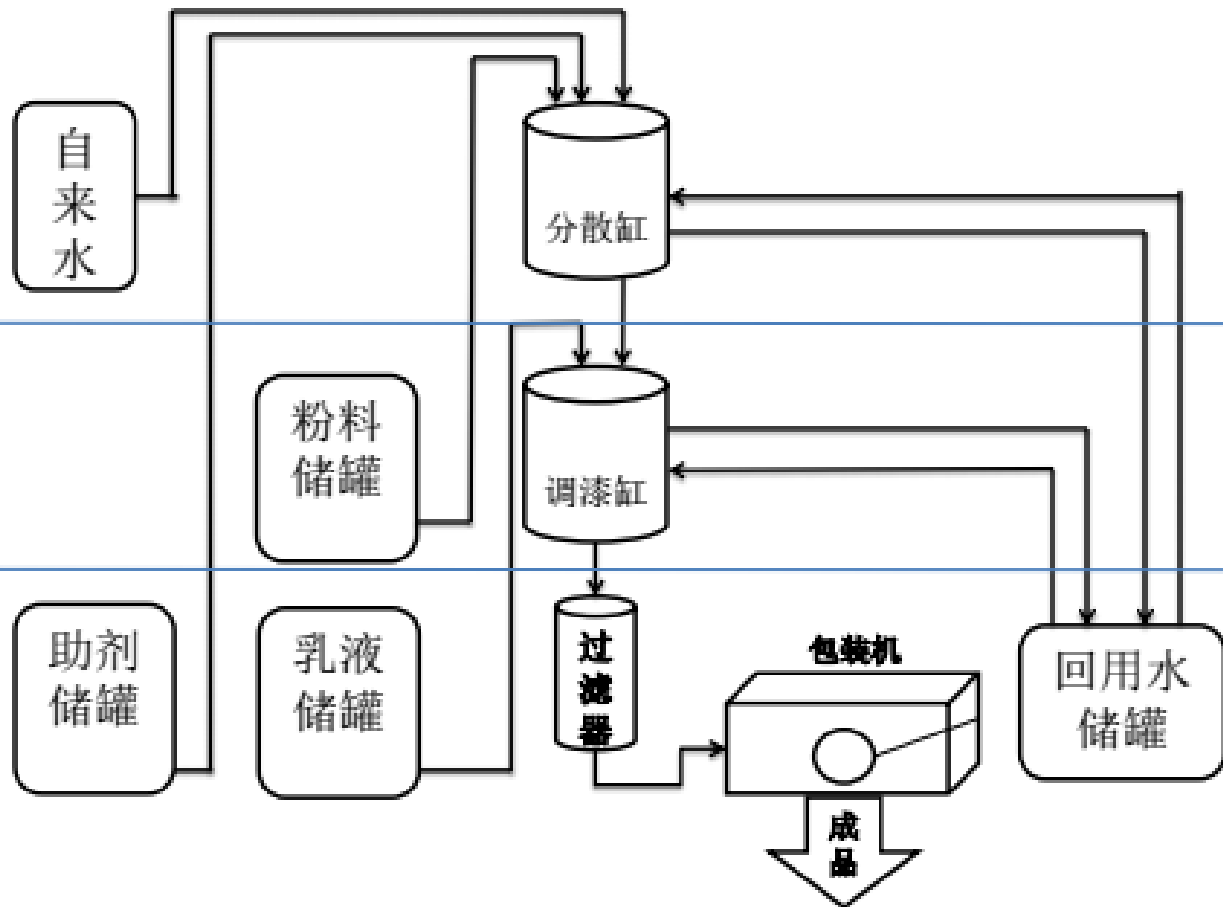 自
来
水
分散缸
粉料
储罐
调漆缸
助剂
储罐
乳液
储罐
过
滤
器
包装机
回用水
储罐
成
品